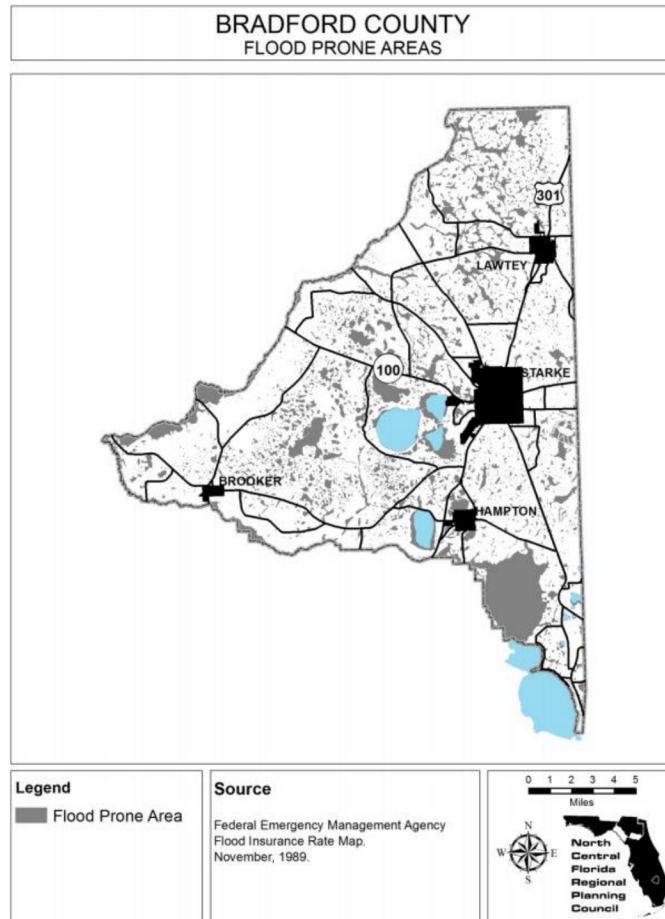 BRADFORD COUNTY
FLOOD PRONE AREAS
301
LAWTEY
100
STARKE
BROOKER
HAMPTON
Legend
Flood Prone Area
Source
Federal Emergency Management Agency
Flood Insurance Rate Map.
November, 1989.
0 1 2 3 4 5
Miles
N
W E
S
North
Central
Florida
Regional
Planning
Council